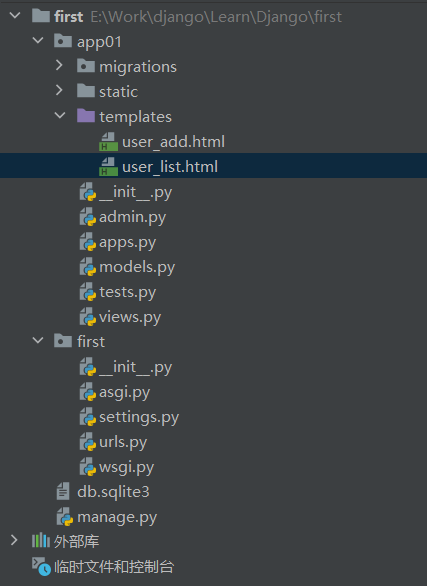 first E:\Work\django\Learn\Django\first
app01
migrations
static
templates
user_add.html
user_list.html
__init__.py
admin.py
apps.py
models.py
tests.py
views.py
first
__init__.py
asgi.py
settings.py
urls.py
wsgi.py
db.sqlite3
manage.py
外部库
临时文件和控制台